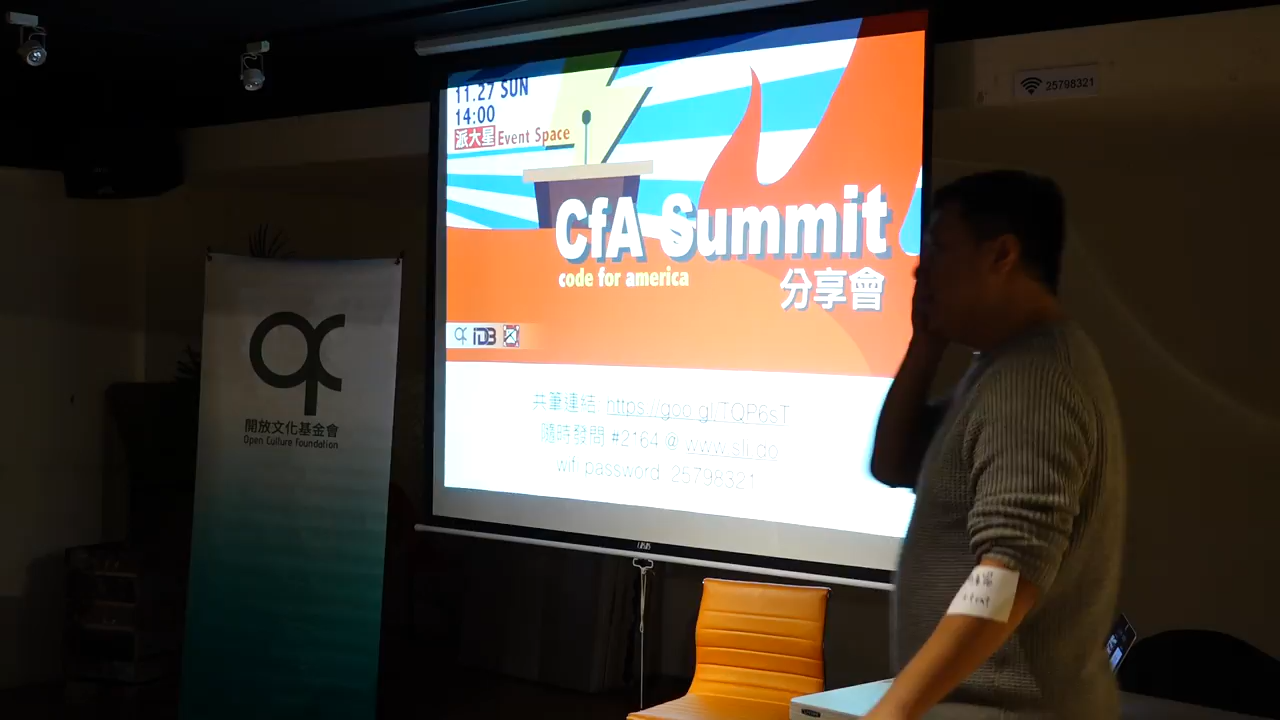 11.27 SUN
14:00
派大星 Event Space
CfA Summit
code for america
分享會
IDB
共筆連結 https://goo.gl/TQP6sT
隨時發問 #2164 @ www.sli.co
wifi password 25798321
25798321
開放文化基金會
Open Culture Foundation